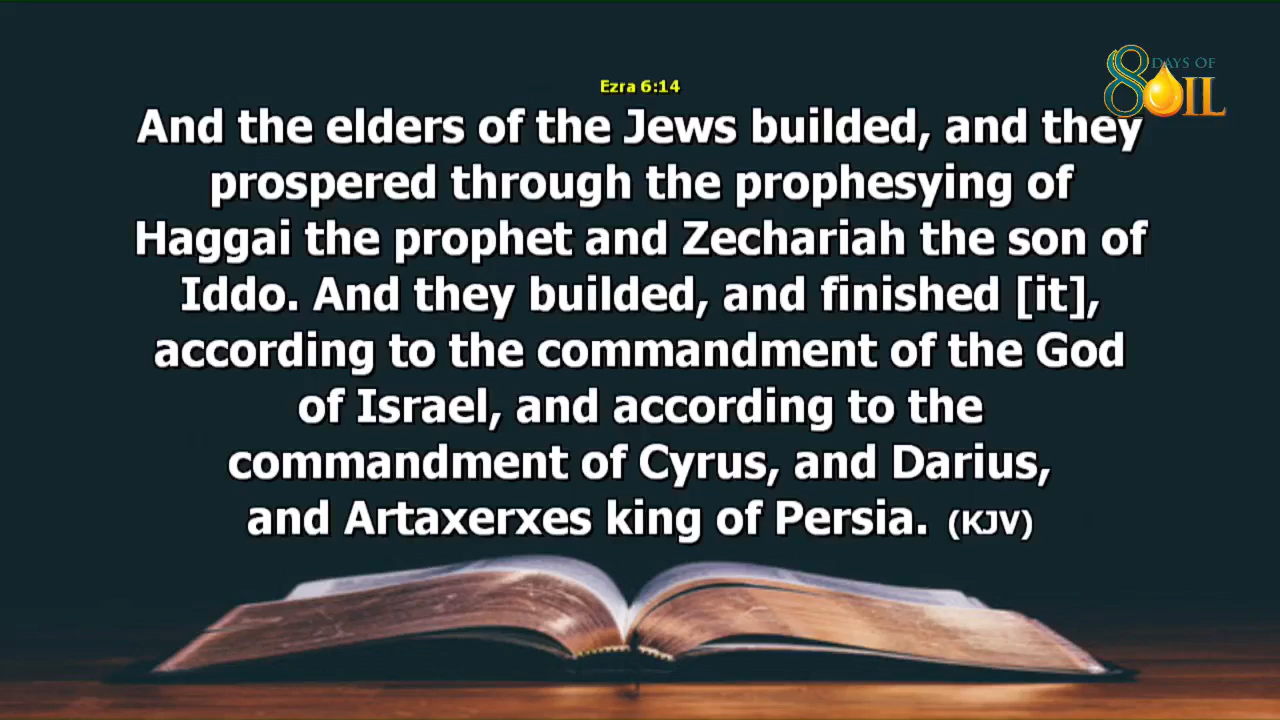 8 DAYS OF
OIL
Ezra 6:14
And the elders of the Jews builded, and they
prospered through the prophesying of
Haggai the prophet and Zechariah the son of
Iddo. And they builded, and finished [it],
according to the commandment of the God
of Israel, and according to the
commandment of Cyrus, and Darius,
and Artaxerxes king of Persia. (KJV)